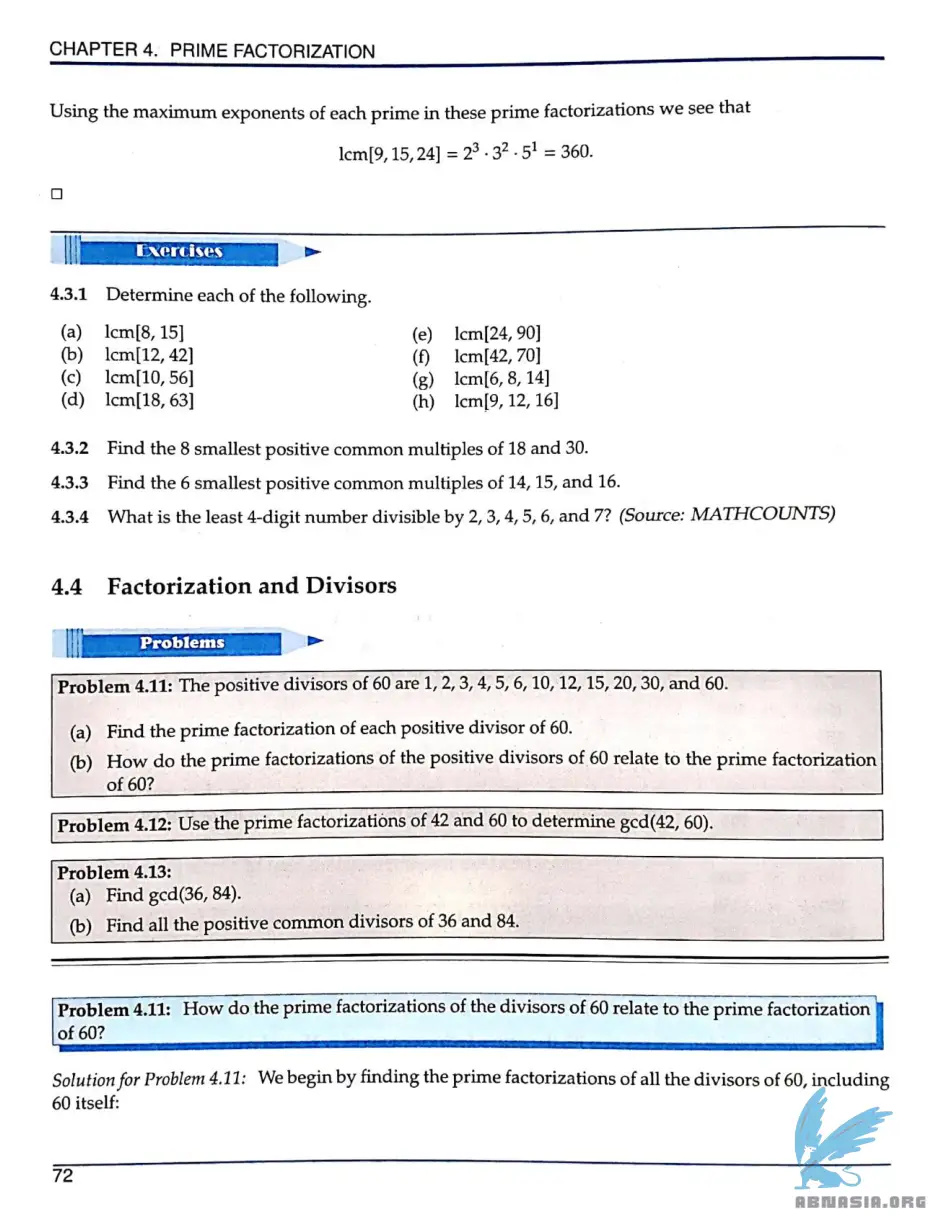 CHAPTER 4. PRIME FACTORIZATION
Using the maximum exponents of each prime in these prime factorizations we see that
lcm[9, 15, 24] = 2³ · 3² · 5¹ = 360.
□
Exercises
4.3.1 Determine each of the following.
(a) lcm[8, 15]
(b) lcm[12, 42]
(c) lcm[10, 56]
(d) lcm[18, 63]
(e) lcm[24, 90]
(f) lcm[42, 70]
(g) lcm[6, 8, 14]
(h) lcm[9, 12, 16]
4.3.2 Find the 8 smallest positive common multiples of 18 and 30.
4.3.3 Find the 6 smallest positive common multiples of 14, 15, and 16.
4.3.4 What is the least 4-digit number divisible by 2, 3, 4, 5, 6, and 7? (Source: MATHCOUNTS)
4.4 Factorization and Divisors
Problems
Problem 4.11: The positive divisors of 60 are 1, 2, 3, 4, 5, 6, 10, 12, 15, 20, 30, and 60.
(a) Find the prime factorization of each positive divisor of 60.
(b) How do the prime factorizations of the positive divisors of 60 relate to the prime factorization
of 60?
Problem 4.12: Use the prime factorizations of 42 and 60 to determine gcd(42, 60).
Problem 4.13:
(a) Find gcd(36, 84).
(b) Find all the positive common divisors of 36 and 84.
Problem 4.11: How do the prime factorizations of the divisors of 60 relate to the prime factorization
of 60?
Solution for Problem 4.11: We begin by finding the prime factorizations of all the divisors of 60, including
60 itself:
72
ABNASIA.ORG